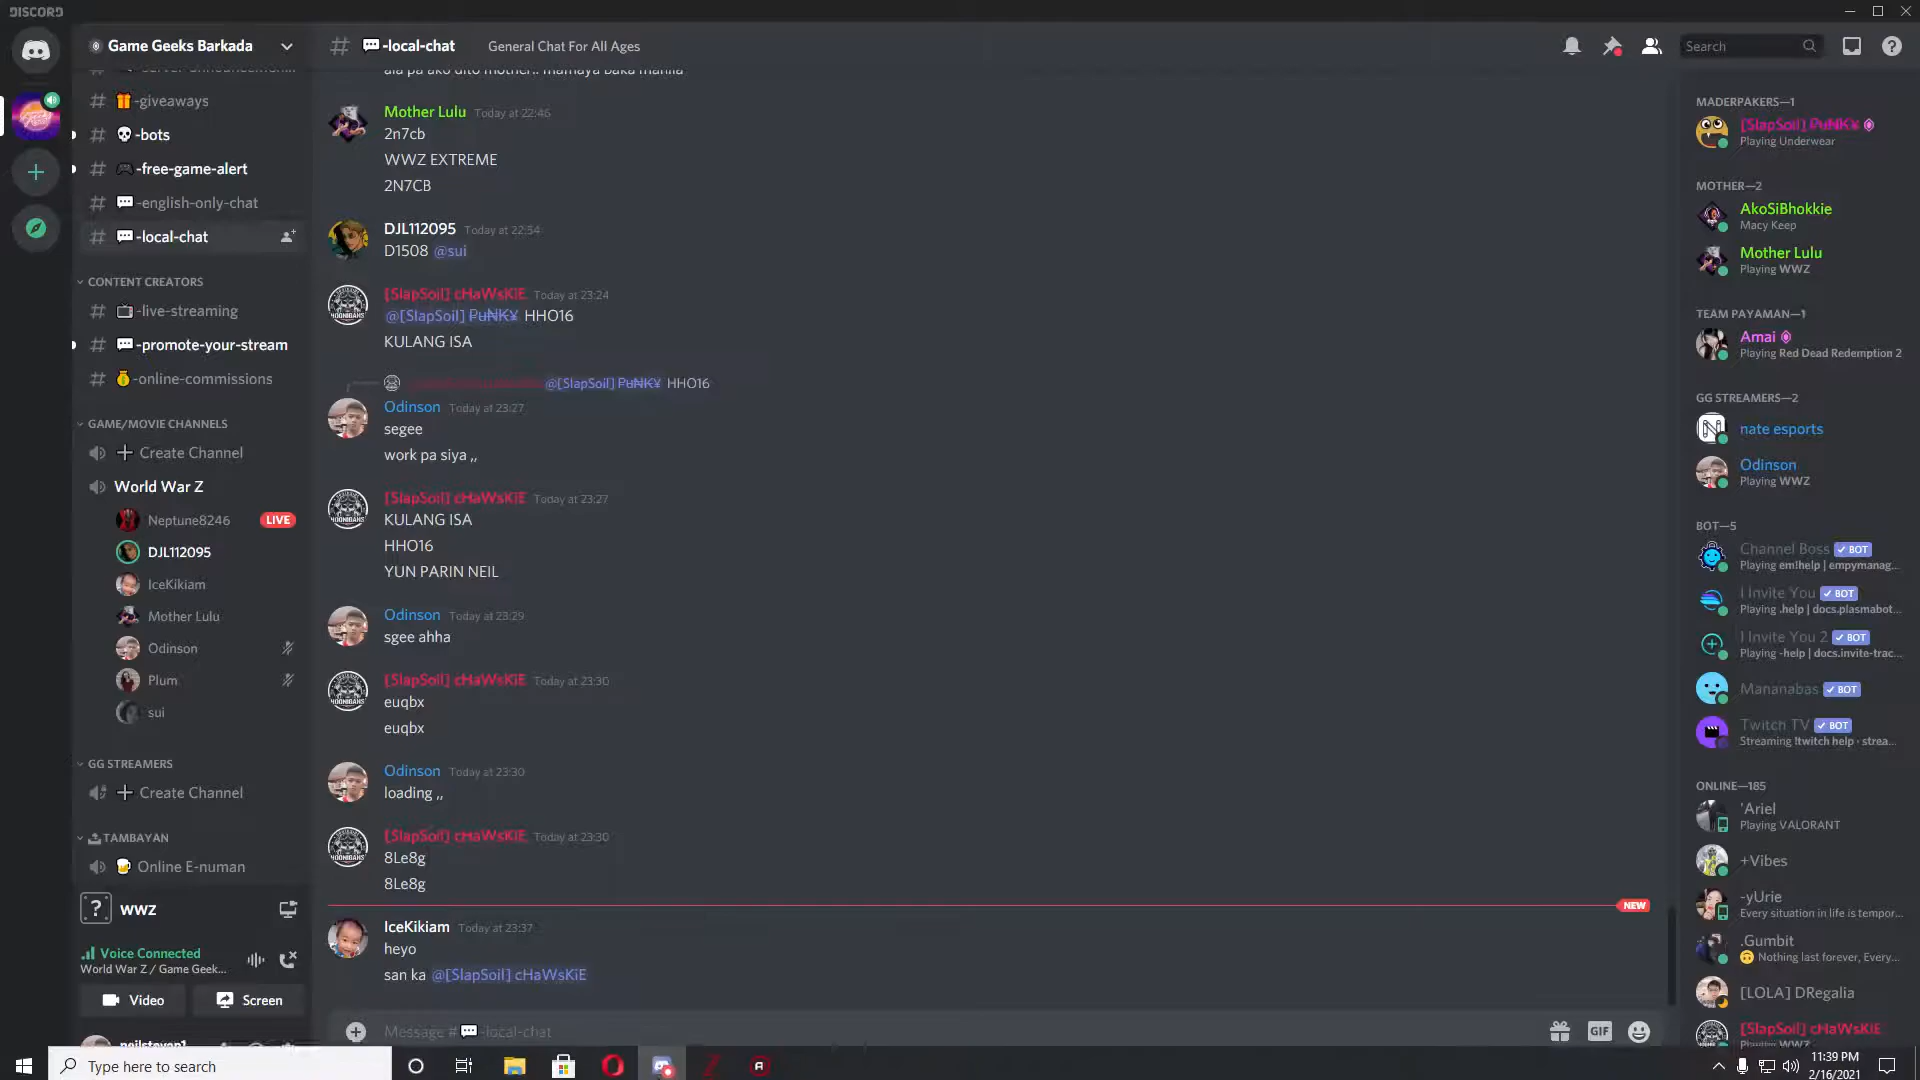 DISCORD
Game Geeks Barkada
-local-chat
General Chat For All Ages
Search
-giveaways
-bots
-free-game-alert
-english-only-chat
-local-chat
CONTENT CREATORS
-live-streaming
-promote-your-stream
-online-commissions
GAME/MOVIE CHANNELS
Create Channel
World War Z
Neptune8246
LIVE
DJL112095
IceKikiam
Mother Lulu
Odinson
Plum
sui
GG STREAMERS
Create Channel
TAMBAYAN
Online E-numan
wwz
Voice Connected
World War Z / Game Geek...
Video
Screen
neilstevan1
ala pa ako dito mother.. mamaya baka manila
Mother Lulu Today at 22:46
2n7cb
WWZ EXTREME
2N7CB
DJL112095 Today at 22:54
D1508 @sui
[SlapSoil] cHaWsKiE Today at 23:24
@[SlapSoil] PuNK¥ HHO16
KULANG ISA
@[SlapSoil] PuNK¥ HHO16
Odinson Today at 23:27
segee
work pa siya ,,
[SlapSoil] cHaWsKiE Today at 23:27
KULANG ISA
HHO16
YUN PARIN NEIL
Odinson Today at 23:29
sgee ahha
[SlapSoil] cHaWsKiE Today at 23:30
euqbx
euqbx
Odinson Today at 23:30
loading ,,
[SlapSoil] cHaWsKiE Today at 23:30
8Le8g
8Le8g
NEW
IceKikiam Today at 23:37
heyo
san ka @[SlapSoil] cHaWsKiE
Message # -local-chat
GIF
MADERPAKERS—1
[SlapSoil] PuNK¥
Playing Underwear
MOTHER—2
AkoSiBhokkie
Macy Keep
Mother Lulu
Playing WWZ
TEAM PAYAMAN—1
Amai
Playing Red Dead Redemption 2
GG STREAMERS—2
nate esports
Odinson
Playing WWZ
BOT—5
Channel Boss BOT
Playing em!help | empymanag...
I Invite You BOT
Playing .help | docs.plasmabot...
I Invite You 2 BOT
Playing -help | docs.invite-trac...
Mananabas BOT
Twitch TV BOT
Streaming !twitch help · strea...
ONLINE—185
'Ariel
Playing VALORANT
+Vibes
-yUrie
Every situation in life is tempor...
.Gumbit
Nothing last forever, Every...
[LOLA] DRegalia
[SlapSoil] cHaWsKiE
Playing WWZ
Type here to search
11:39 PM
2/16/2021